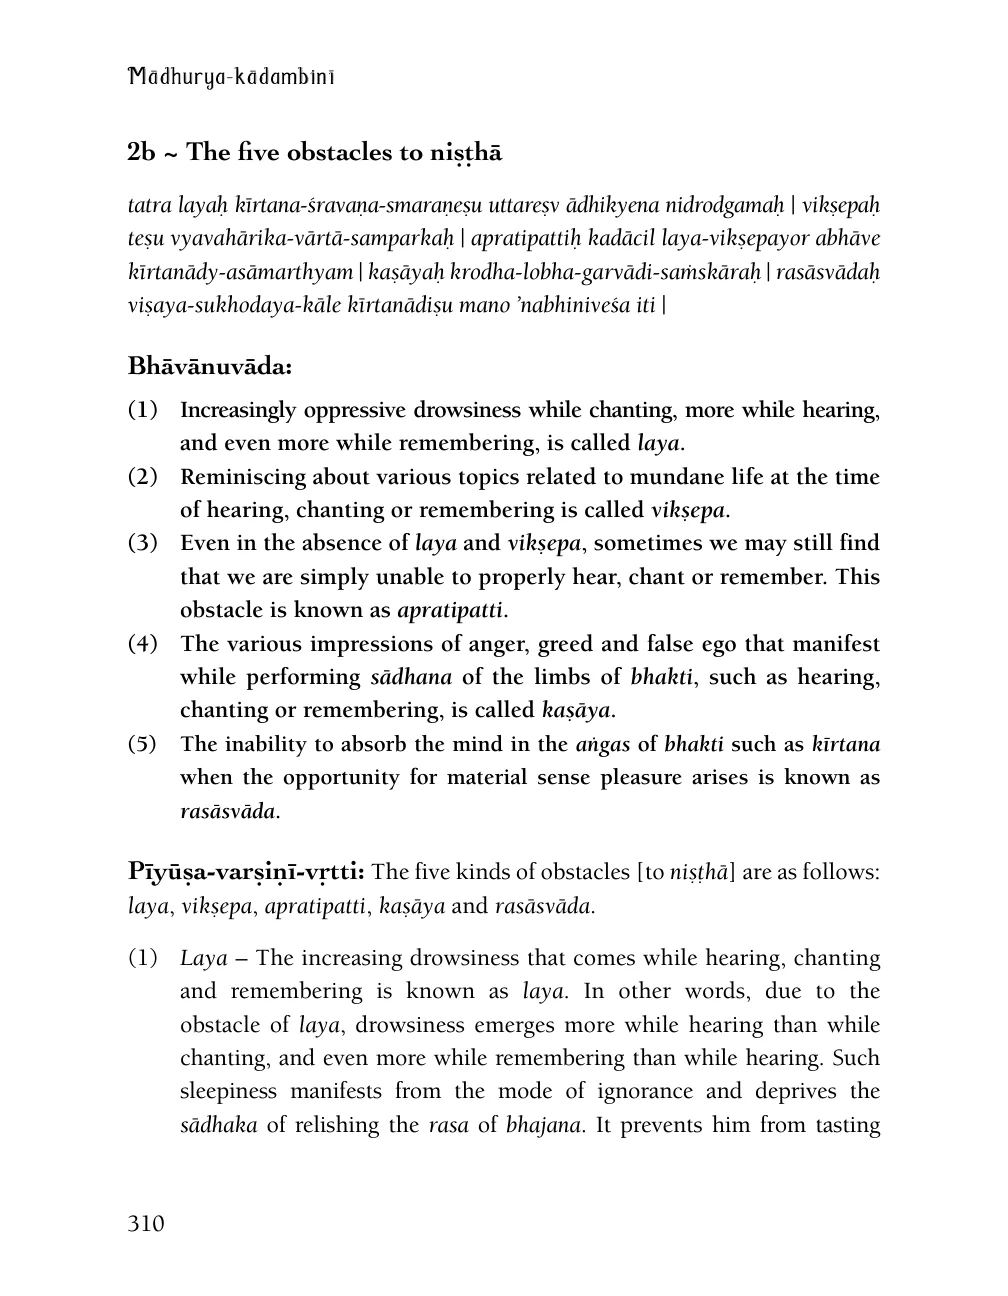 Mādhurya-kādambinī
2b ~ The five obstacles to niṣṭhā
tatra layaḥ kīrtana-śravaṇa-smaraṇeṣu uttareṣv ādhikyena nidrodgamaḥ | vikṣepaḥ
teṣu vyavahārika-vārtā-samparkaḥ | apratipattiḥ kadācil laya-vikṣepayor abhāve
kīrtanādy-asāmarthyam | kaṣāyaḥ krodha-lobha-garvādi-saṁskāraḥ | rasāsvādaḥ
viṣaya-sukhodaya-kāle kīrtanādiṣu mano ’nabhiniveśa iti |
Bhāvānuvāda:
(1) Increasingly oppressive drowsiness while chanting, more while hearing,
and even more while remembering, is called laya.
(2) Reminiscing about various topics related to mundane life at the time
of hearing, chanting or remembering is called vikṣepa.
(3) Even in the absence of laya and vikṣepa, sometimes we may still find
that we are simply unable to properly hear, chant or remember. This
obstacle is known as apratipatti.
(4) The various impressions of anger, greed and false ego that manifest
while performing sādhana of the limbs of bhakti, such as hearing,
chanting or remembering, is called kaṣāya.
(5) The inability to absorb the mind in the aṅgas of bhakti such as kīrtana
when the opportunity for material sense pleasure arises is known as
rasāsvāda.
Pīyūṣa-varṣiṇī-vṛtti: The five kinds of obstacles [to niṣṭhā] are as follows:
laya, vikṣepa, apratipatti, kaṣāya and rasāsvāda.
(1) Laya – The increasing drowsiness that comes while hearing, chanting
and remembering is known as laya. In other words, due to the
obstacle of laya, drowsiness emerges more while hearing than while
chanting, and even more while remembering than while hearing. Such
sleepiness manifests from the mode of ignorance and deprives the
sādhaka of relishing the rasa of bhajana. It prevents him from tasting
310